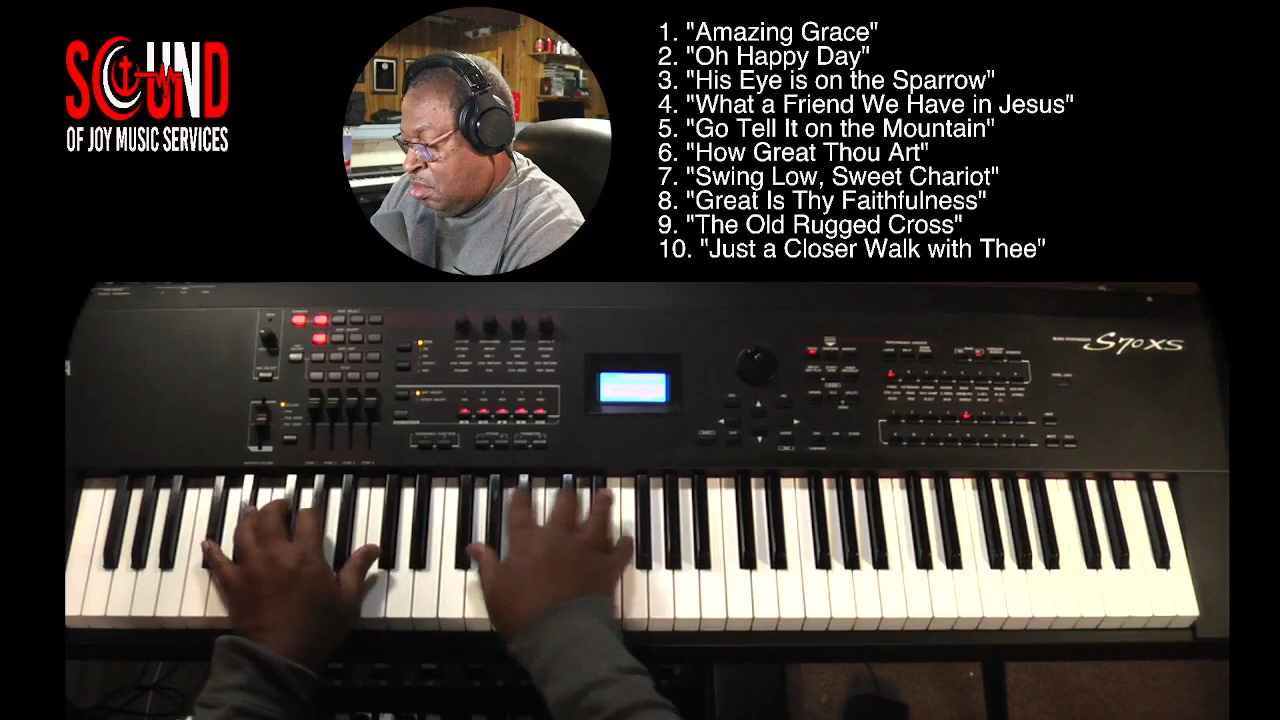 SOUND
OF JOY MUSIC SERVICES
1. "Amazing Grace"
2. "Oh Happy Day"
3. "His Eye is on the Sparrow"
4. "What a Friend We Have in Jesus"
5. "Go Tell It on the Mountain"
6. "How Great Thou Art"
7. "Swing Low, Sweet Chariot"
8. "Great Is Thy Faithfulness"
9. "The Old Rugged Cross"
10. "Just a Closer Walk with Thee"
S70XS